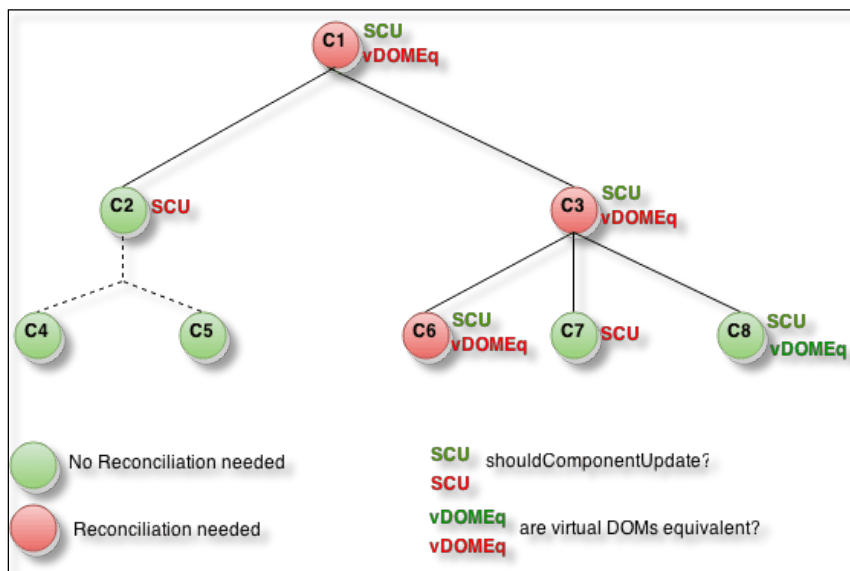 C1 SCU
vDOMEq
C2 SCU
C3 SCU
vDOMEq
C4
C5
C6 SCU
vDOMEq
C7 SCU
C8 SCU
vDOMEq
No Reconciliation needed
Reconciliation needed
SCU shouldComponentUpdate?
SCU
vDOMEq are virtual DOMs equivalent?
vDOMEq